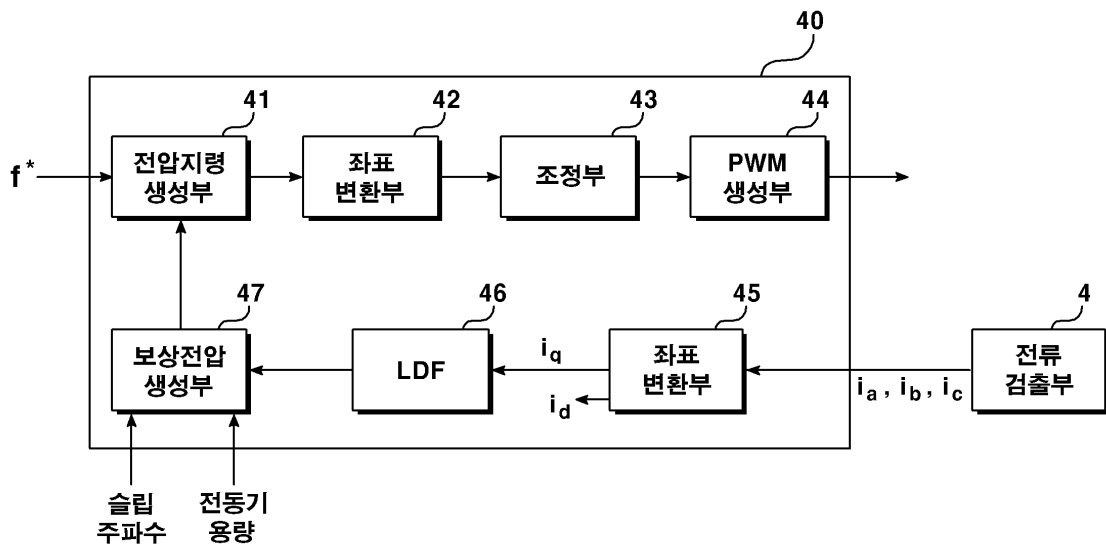 40
41
42
43
44
f*
전압지령
생성부
좌표
변환부
조정부
PWM
생성부
47
46
45
4
보상전압
생성부
LDF
iq
id
좌표
변환부
ia , ib, ic
전류
검출부
슬립
주파수
전동기
용량